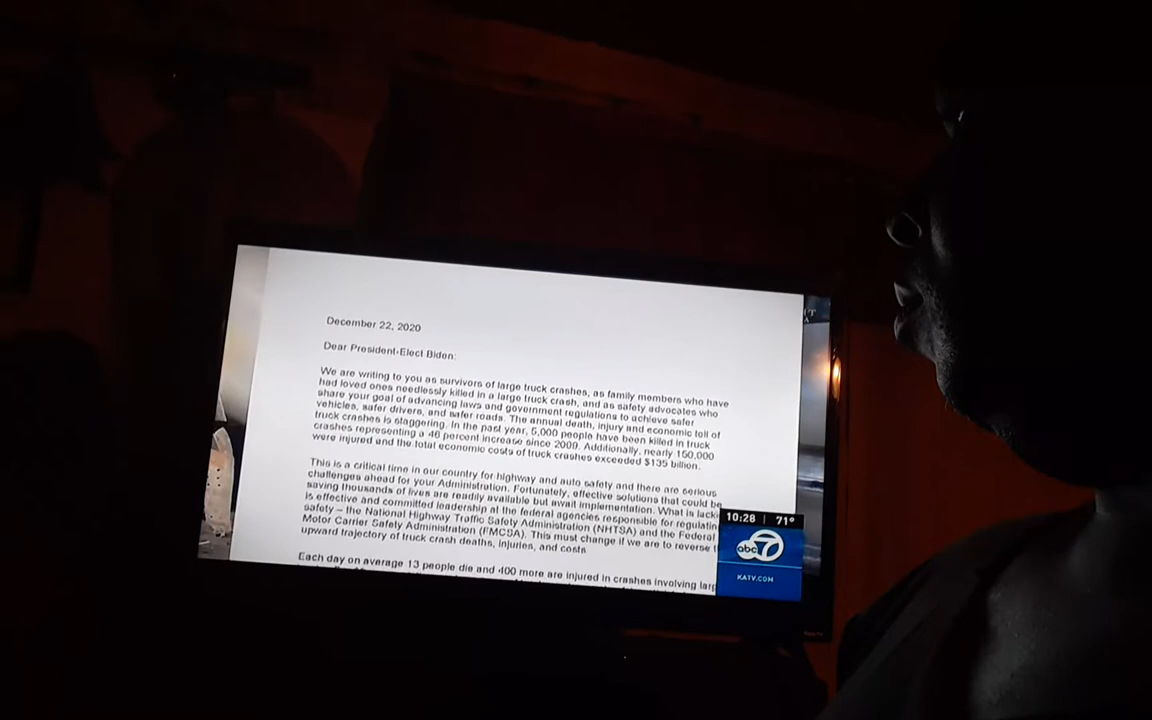 December 22, 2020
Dear President-Elect Biden:
We are writing to you as survivors of large truck crashes, as family members who have
had loved ones needlessly killed in a large truck crash, and as safety advocates who
share your goal of advancing laws and government regulations to achieve safer
vehicles, safer drivers, and safer roads. The annual death, injury and economic toll of
truck crashes is staggering. In the past year, 5,000 people have been killed in truck
crashes representing a 46 percent increase since 2009. Additionally, nearly 150,000
were injured and the total economic costs of truck crashes exceeded $135 billion.
This is a critical time in our country for highway and auto safety and there are serious
challenges ahead for your Administration. Fortunately, effective solutions that could be
saving thousands of lives are readily available but await implementation. What is
is effective and committed leadership at the federal agencies responsible for
safety – the National Highway Traffic Safety Administration (NHTSA) and the Federal
Motor Carrier Safety Administration (FMCSA). This must change if we are to reverse
upward trajectory of truck crash deaths, injuries, and costs.
Each day on average 13 people die and 400 more are injured in crashes involving
10:28 | 71°
abc 7
KATV.COM